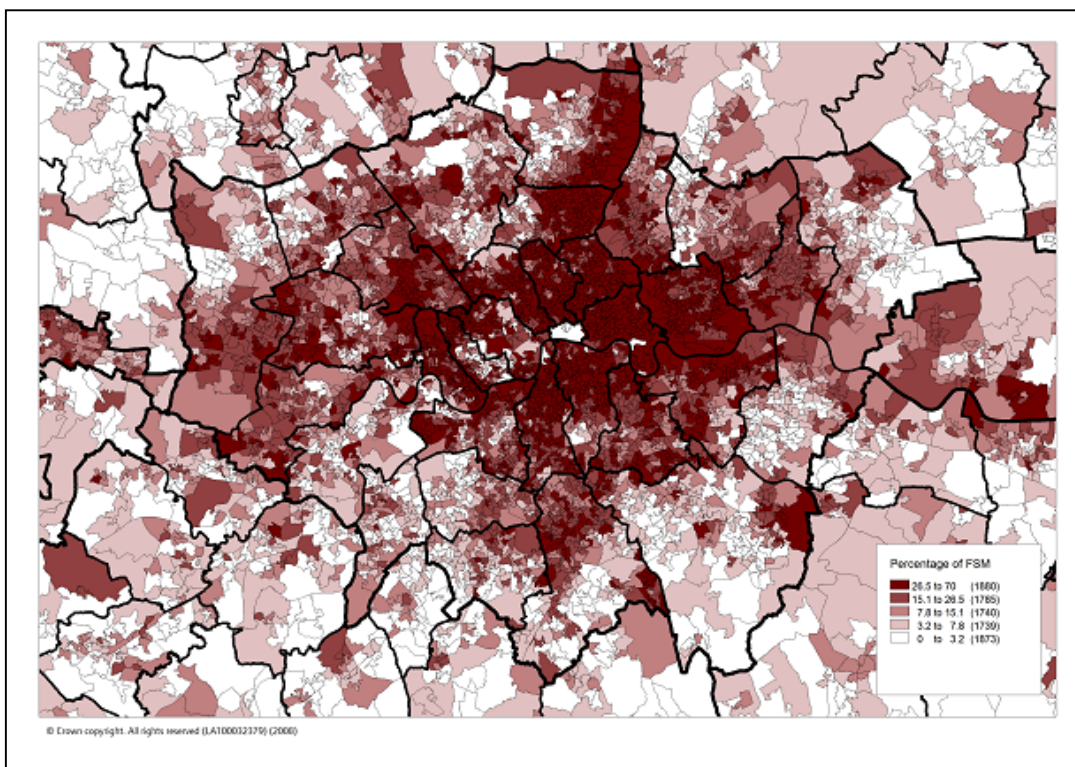 Percentage of FSM
26.5 to 70 (1880)
15.1 to 26.5 (1765)
7.8 to 15.1 (1740)
3.2 to 7.8 (1739)
0 to 3.2 (1873)
© Crown copyright. All rights reserved (LA100032379) (2008)